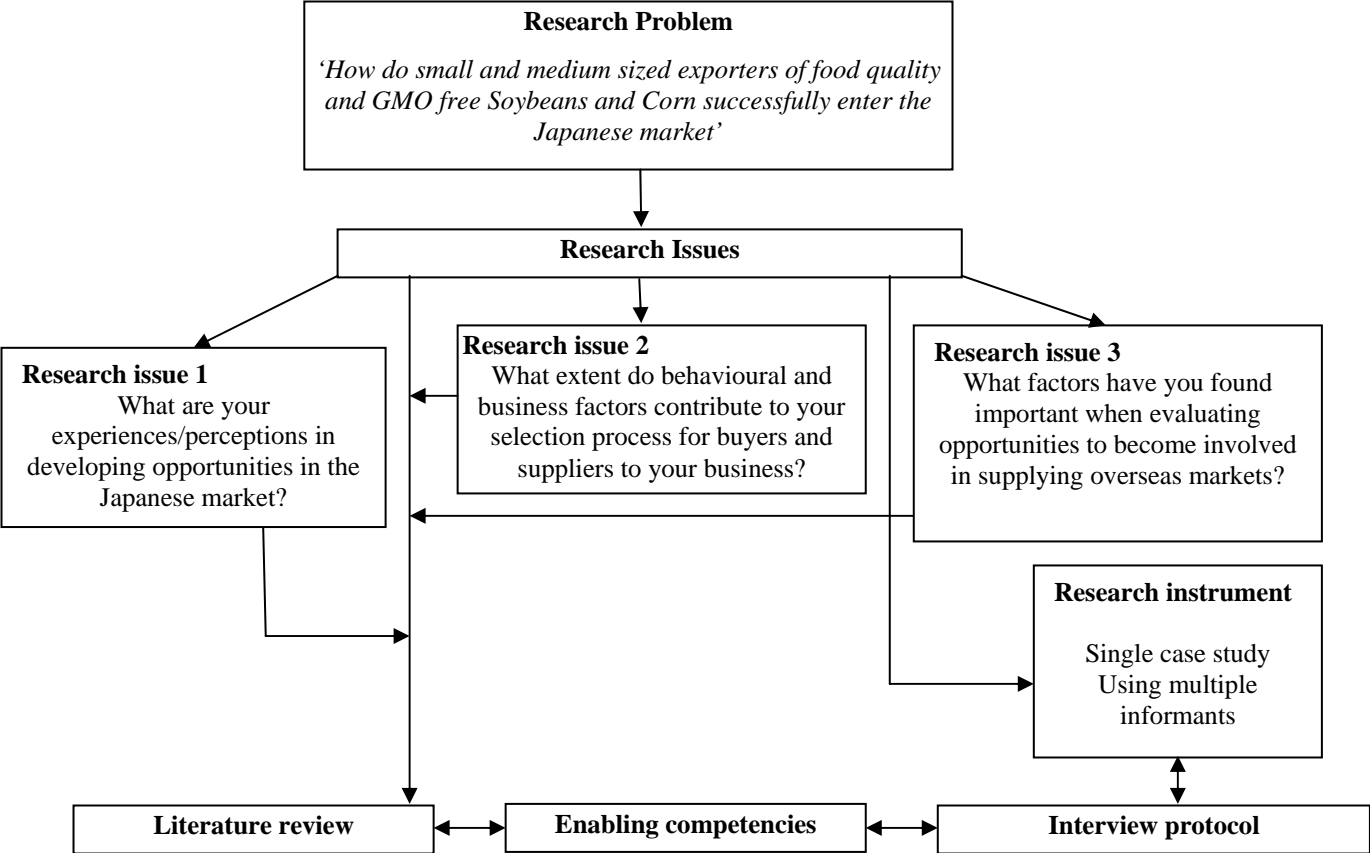 Research Problem
‘How do small and medium sized exporters of food quality
and GMO free Soybeans and Corn successfully enter the
Japanese market’
Research Issues
Research issue 1
What are your
experiences/perceptions in
developing opportunities in the
Japanese market?
Research issue 2
What extent do behavioural and
business factors contribute to your
selection process for buyers and
suppliers to your business?
Research issue 3
What factors have you found
important when evaluating
opportunities to become involved
in supplying overseas markets?
Research instrument
Single case study
Using multiple
informants
Literature review
Enabling competencies
Interview protocol